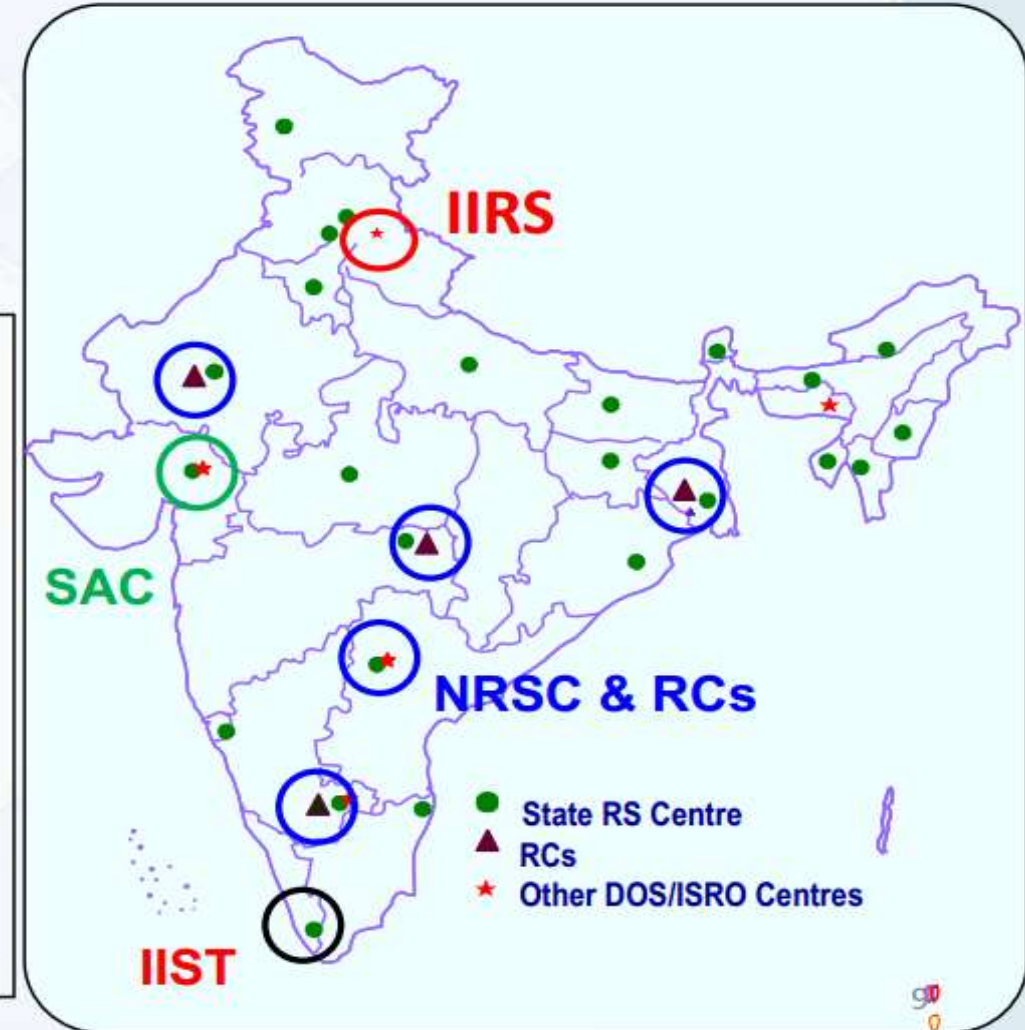 IIRS
SAC
NRSC & RCs
State RS Centre
RCs
Other DOS/ISRO Centres
IIST